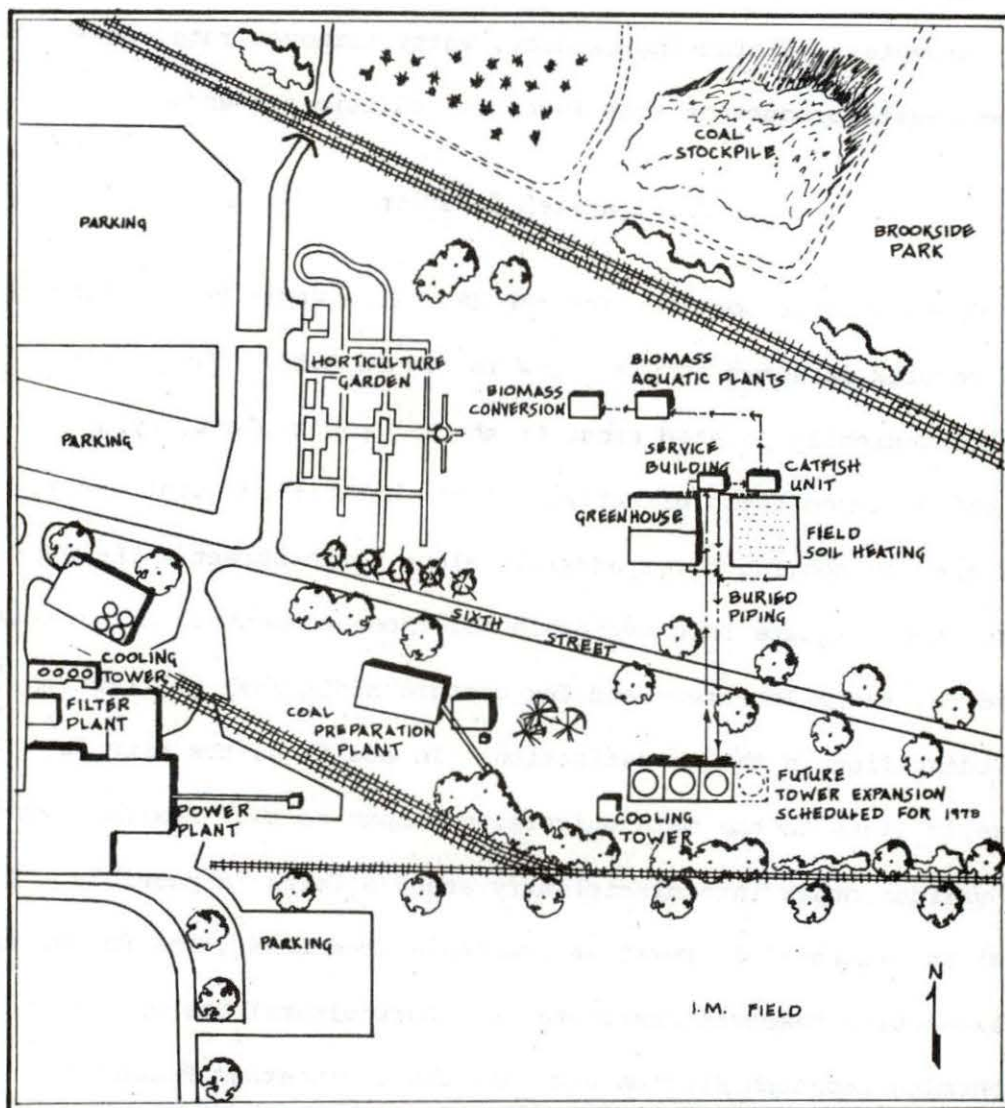 COAL
STOCKPILE
PARKING
BROOKSIDE
PARK
HORTICULTURE
GARDEN
BIOMASS
AQUATIC PLANTS
BIOMASS
CONVERSION
PARKING
SERVICE
BUILDING
CATFISH
UNIT
GREENHOUSE
FIELD
SOIL HEATING
BURIED
PIPING
SIXTH STREET
COOLING
TOWER
FILTER
PLANT
COAL
PREPARATION
PLANT
FUTURE
TOWER EXPANSION
SCHEDULED FOR 1978
POWER
PLANT
COOLING
TOWER
PARKING
N
I.M. FIELD